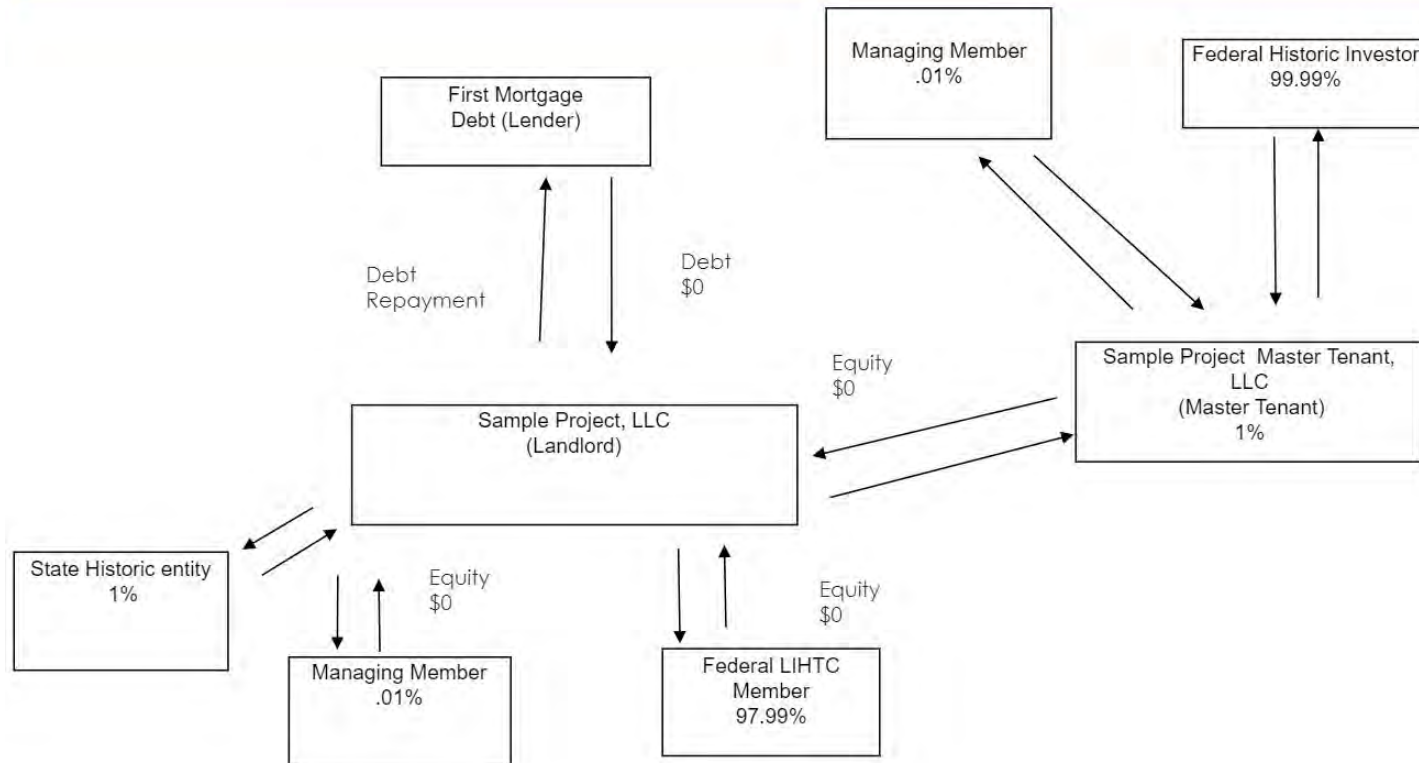 Managing Member
.01%
Federal Historic Investor
99.99%
First Mortgage
Debt (Lender)
Debt
Repayment
Debt
$0
Equity
$0
Sample Project Master Tenant,
LLC
(Master Tenant)
1%
Sample Project, LLC
(Landlord)
State Historic entity
1%
Equity
$0
Equity
$0
Managing Member
.01%
Federal LIHTC
Member
97.99%